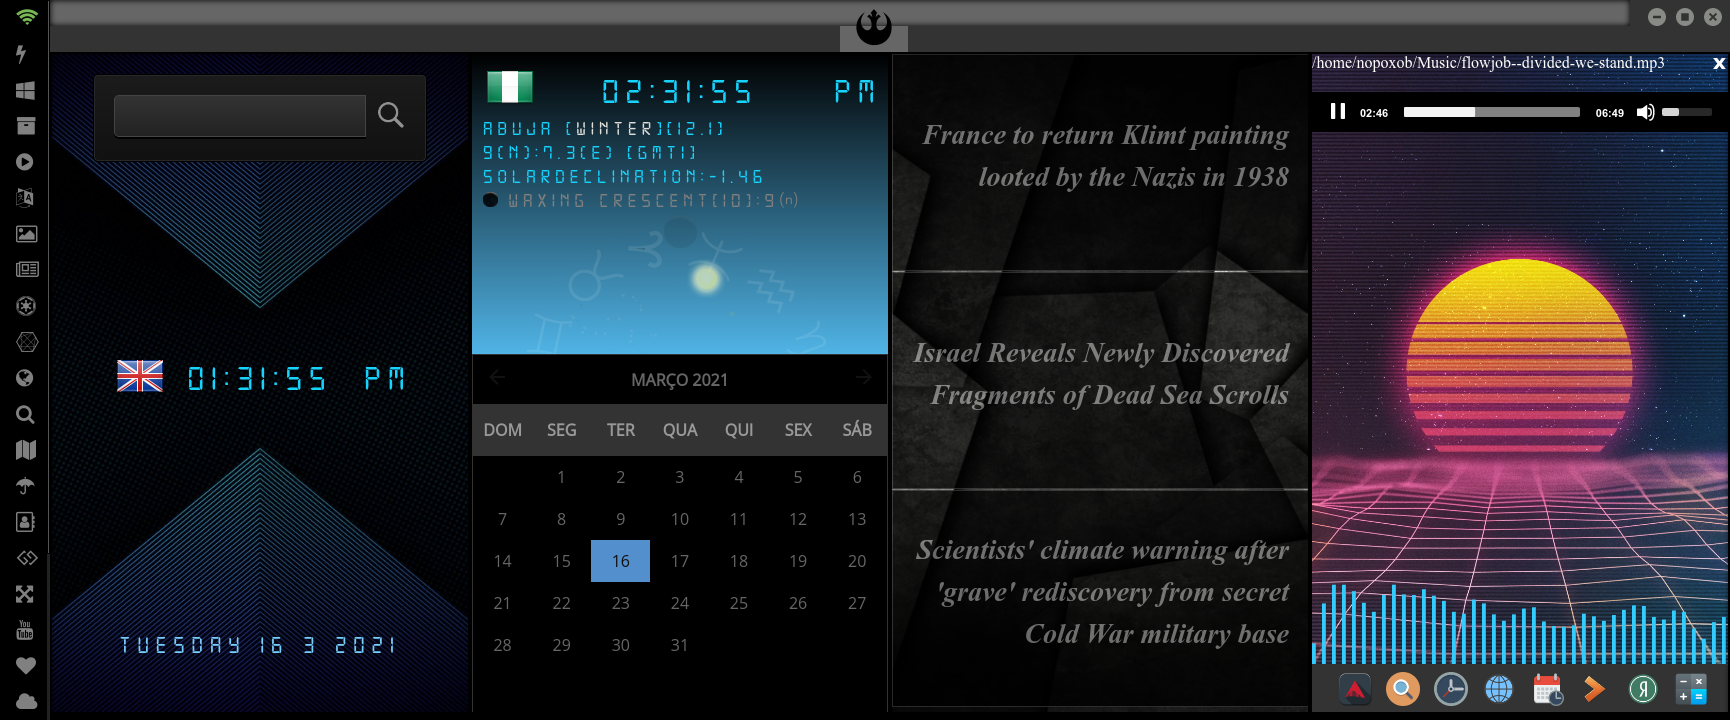 02:31:55 PM
ABUJA [WINTER][12.1]
9(N):7.3(E) [GMT1]
SOLARDECLINATION:-1.46
WAXING CRESCENT[10]:9(n)
01:31:55 PM
TUESDAY 16 3 2021
MARÇO 2021
DOM SEG TER QUA QUI SEX SÁB
1 2 3 4 5 6
7 8 9 10 11 12 13
14 15 16 17 18 19 20
21 22 23 24 25 26 27
28 29 30 31
France to return Klimt painting
looted by the Nazis in 1938
Israel Reveals Newly Discovered
Fragments of Dead Sea Scrolls
Scientists' climate warning after
'grave' rediscovery from secret
Cold War military base
/home/nopoxob/Music/flowjob--divided-we-stand.mp3 x
02:46 06:49
You
Tube
Я